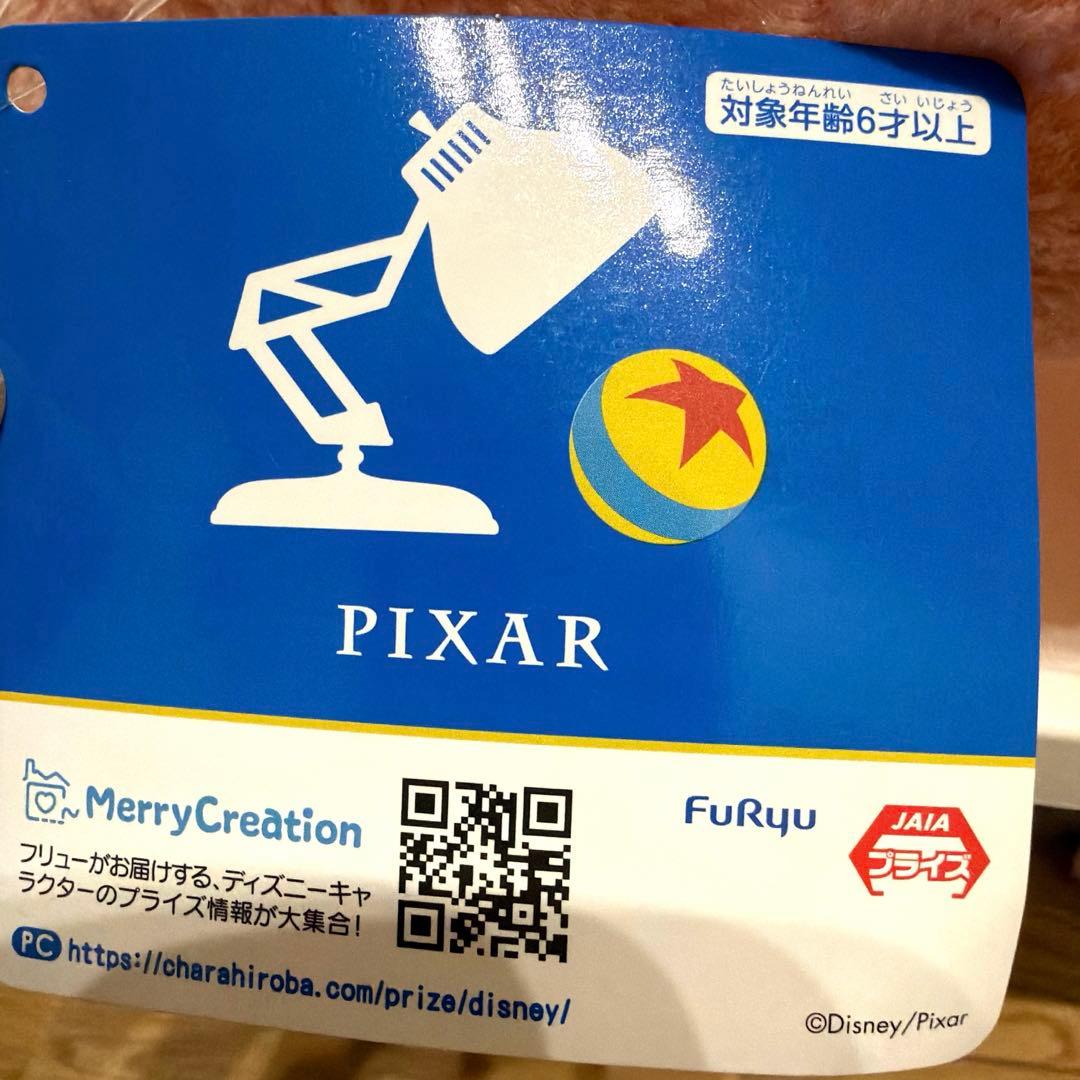 たいしょうねんれい さい いじょう
対象年齢6才以上
PIXAR
MerryCreation
フリューがお届けする、ディズニーキャ
ラクターのプライズ情報が大集合!
PC https://charahiroba.com/prize/disney/
FuRyu
JAIA
プライズ
©Disney/Pixar